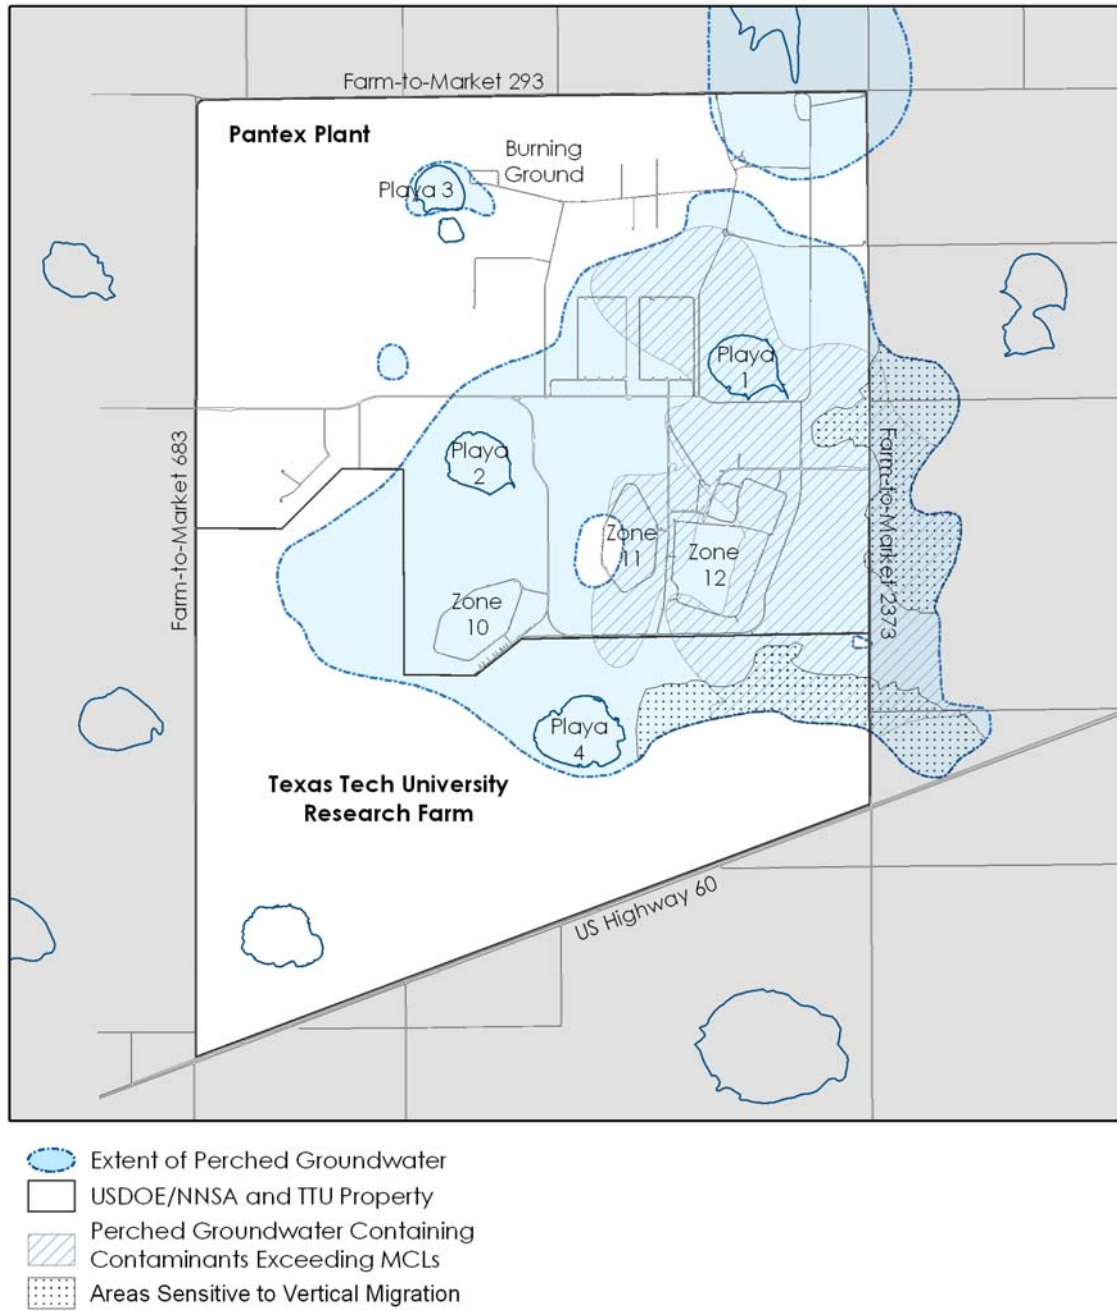 Farm-to-Market 293
Pantex Plant
Burning
Ground
Playa 3
Playa
1
Farm-to-Market 683
Playa
2
Farm-to-Market 2373
Zone
11
Zone
12
Zone
10
Playa
4
Texas Tech University
Research Farm
US Highway 60
Extent of Perched Groundwater
USDOE/NNSA and TTU Property
Perched Groundwater Containing
Contaminants Exceeding MCLs
Areas Sensitive to Vertical Migration